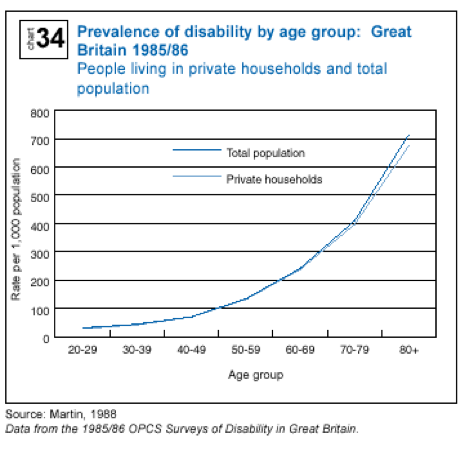 chart 34
Prevalence of disability by age group: Great
Britain 1985/86
People living in private households and total
population
Rate per 1,000 population
800
700
600
500
400
300
200
100
0
Total population
Private households
20-29 30-39 40-49 50-59 60-69 70-79 80+
Age group
Source: Martin, 1988
Data from the 1985/86 OPCS Surveys of Disability in Great Britain.